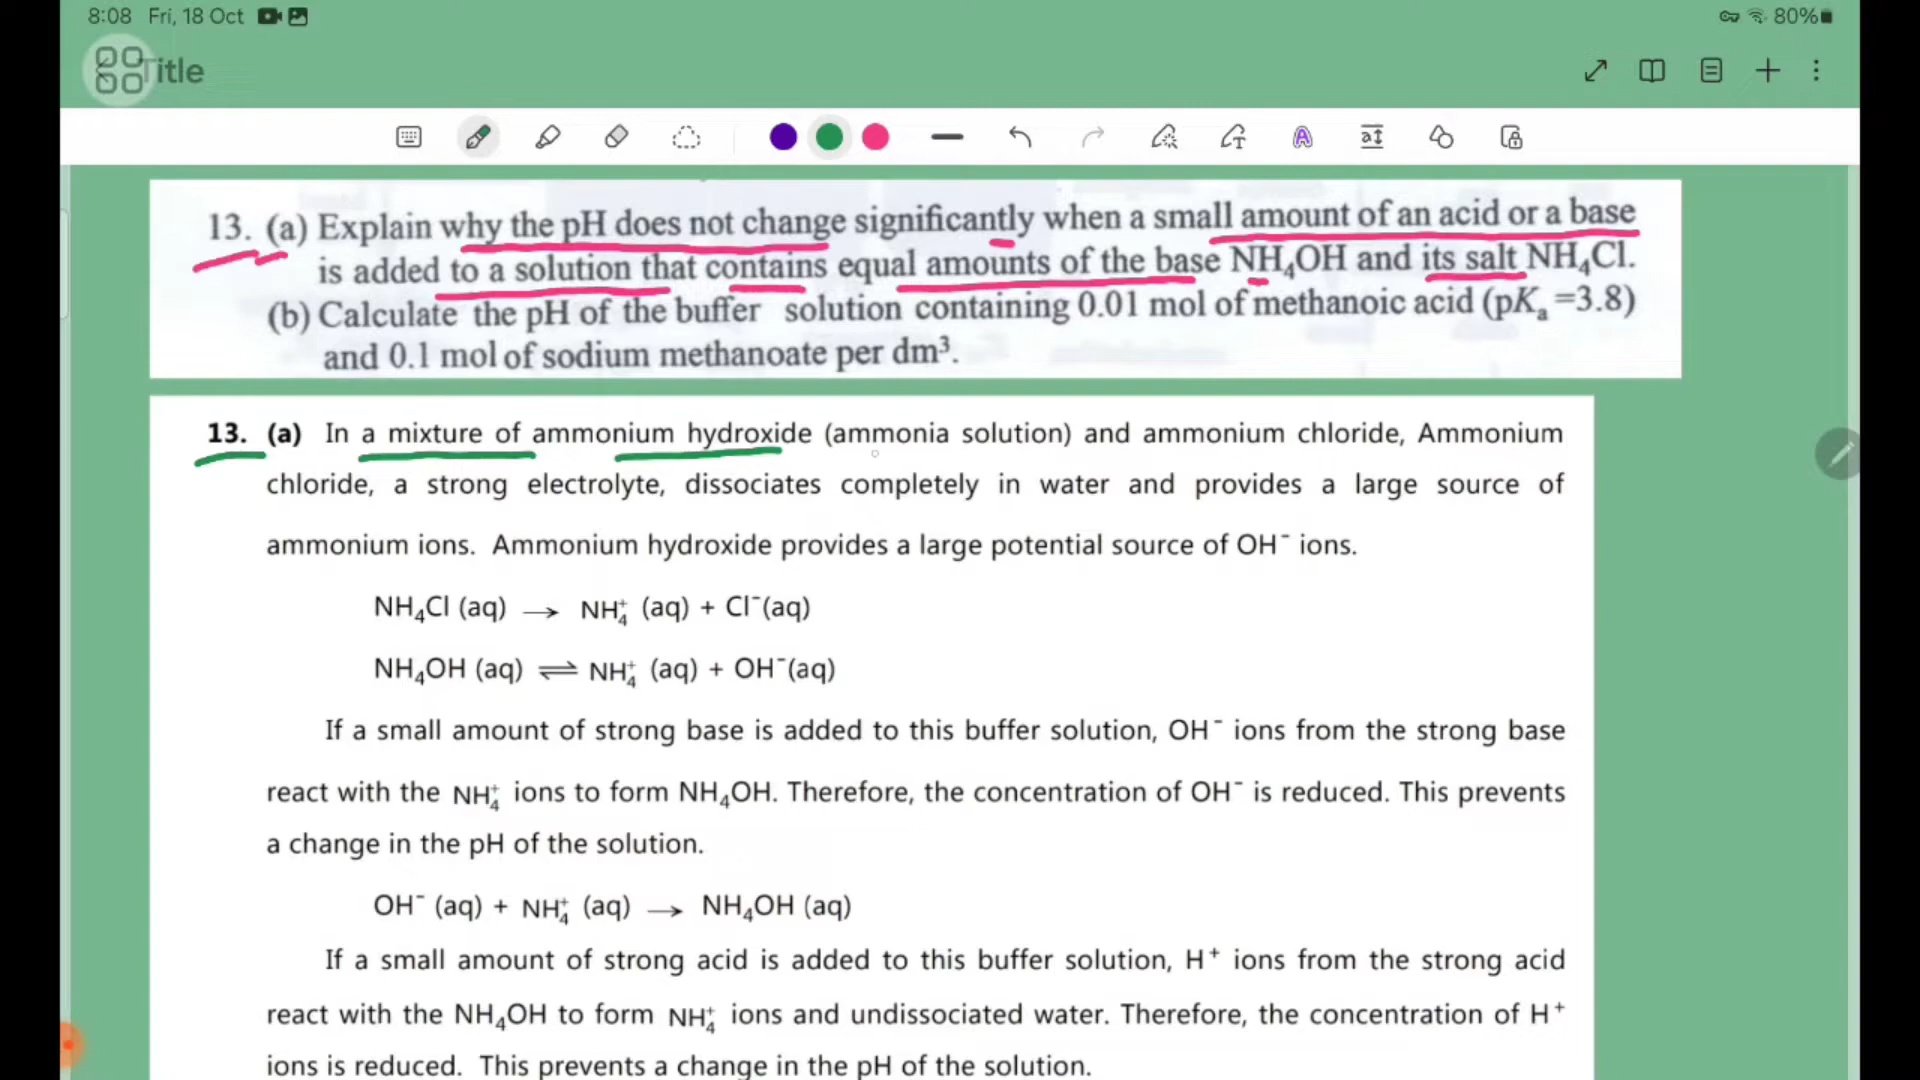 8:08 Fri, 18 Oct
80%
Title
13. (a) Explain why the pH does not change significantly when a small amount of an acid or a base
is added to a solution that contains equal amounts of the base NH₄OH and its salt NH₄Cl.
(b) Calculate the pH of the buffer solution containing 0.01 mol of methanoic acid (pKₐ =3.8)
and 0.1 mol of sodium methanoate per dm³.
13. (a) In a mixture of ammonium hydroxide (ammonia solution) and ammonium chloride, Ammonium
chloride, a strong electrolyte, dissociates completely in water and provides a large source of
ammonium ions. Ammonium hydroxide provides a large potential source of OH⁻ ions.
NH₄Cl (aq) → NH₄⁺ (aq) + Cl⁻(aq)
NH₄OH (aq) ⇌ NH₄⁺ (aq) + OH⁻(aq)
If a small amount of strong base is added to this buffer solution, OH⁻ ions from the strong base
react with the NH₄⁺ ions to form NH₄OH. Therefore, the concentration of OH⁻ is reduced. This prevents
a change in the pH of the solution.
OH⁻ (aq) + NH₄⁺ (aq) → NH₄OH (aq)
If a small amount of strong acid is added to this buffer solution, H⁺ ions from the strong acid
react with the NH₄OH to form NH₄⁺ ions and undissociated water. Therefore, the concentration of H⁺
ions is reduced. This prevents a change in the pH of the solution.